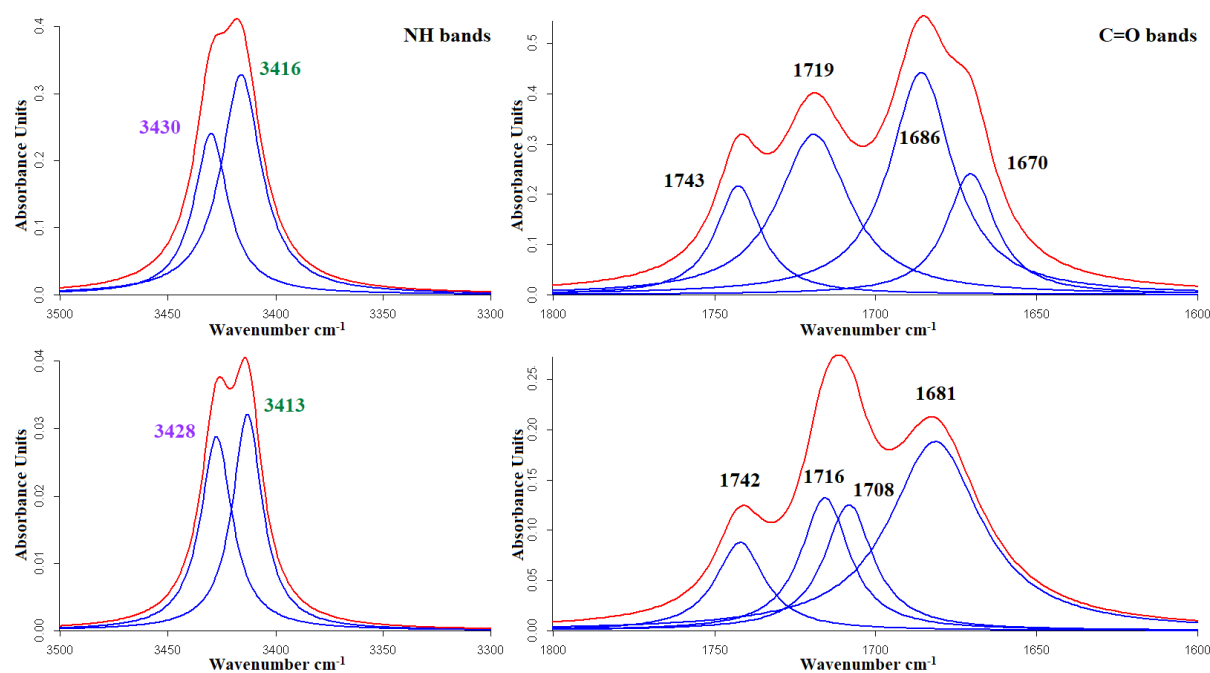 NH bands
3416
3430
Absorbance Units
0.0 0.1 0.2 0.3 0.4
3500 3450 3400 3350 3300
Wavenumber cm-1
C=O bands
1719
1686
1743
1670
Absorbance Units
0.0 0.1 0.2 0.3 0.4 0.5
1800 1750 1700 1650 1600
Wavenumber cm-1
3413
3428
Absorbance Units
0.00 0.01 0.02 0.03 0.04
3500 3450 3400 3350 3300
Wavenumber cm-1
1681
1742
1716
1708
Absorbance Units
0.00 0.05 0.10 0.15 0.20 0.25
1800 1750 1700 1650 1600
Wavenumber cm-1